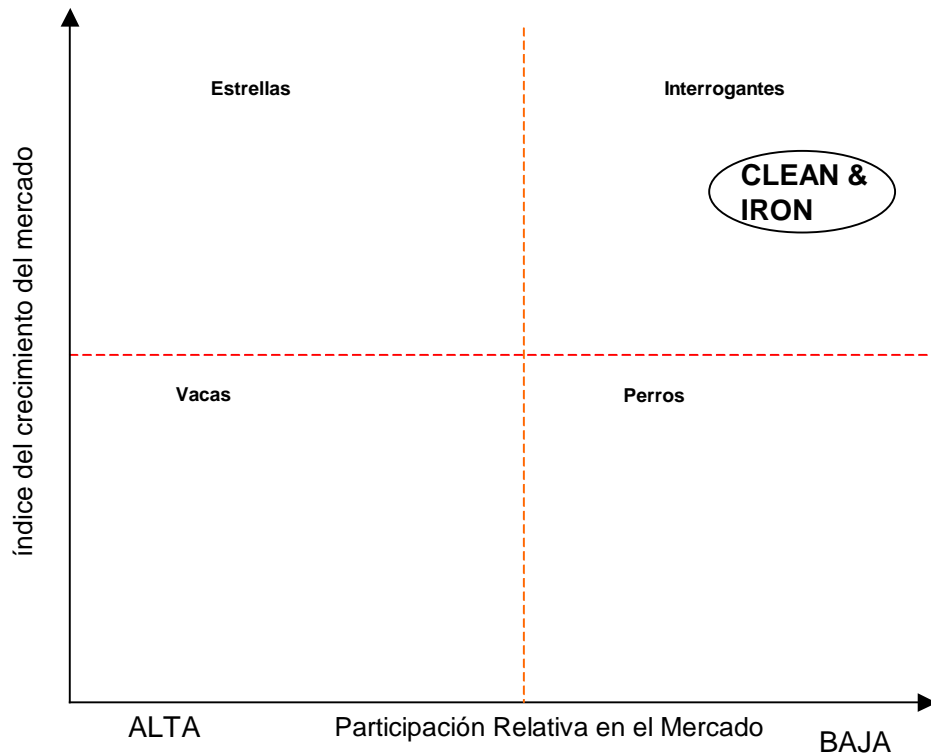 Estrellas
Interrogantes
CLEAN &
IRON
índice del crecimiento del mercado
Vacas
Perros
ALTA
Participación Relativa en el Mercado
BAJA